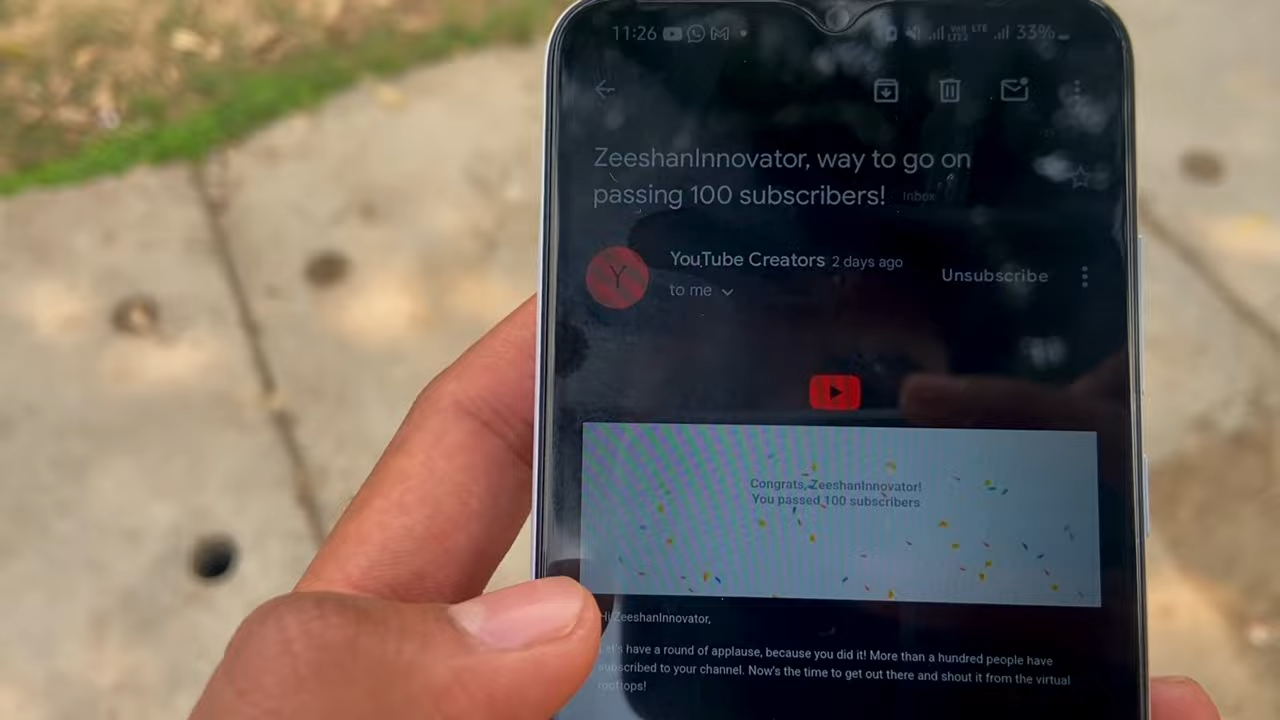 11:26
VoLTE LTE2 LTE 33%
ZeeshanInnovator, way to go on
passing 100 subscribers! Inbox
Y
YouTube Creators 2 days ago
Unsubscribe
to me
Congrats, ZeeshanInnovator!
You passed 100 subscribers
Hi ZeeshanInnovator,
Let's have a round of applause, because you did it! More than a hundred people have
subscribed to your channel. Now's the time to get out there and shout it from the virtual
rooftops!